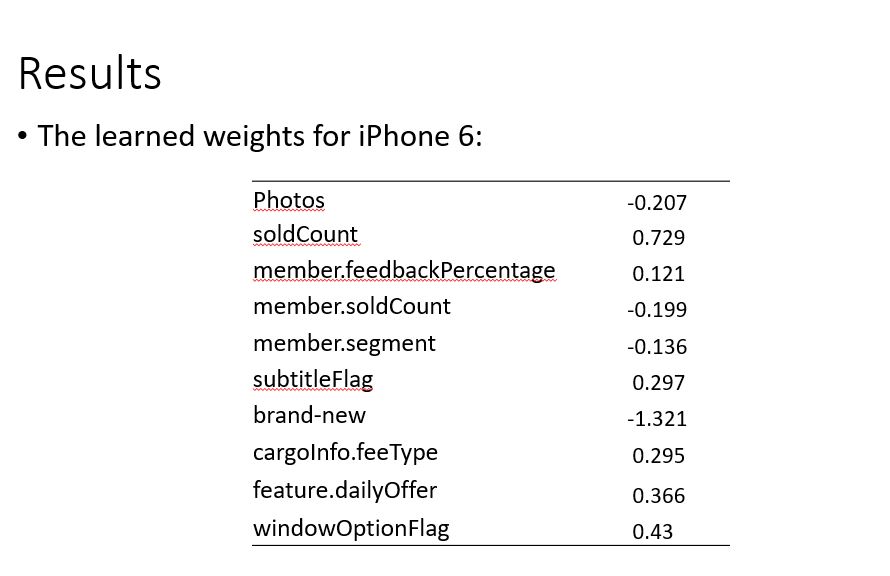 Results
• The learned weights for iPhone 6:
Photos -0.207
soldCount 0.729
member.feedbackPercentage 0.121
member.soldCount -0.199
member.segment -0.136
subtitleFlag 0.297
brand-new -1.321
cargoInfo.feeType 0.295
feature.dailyOffer 0.366
windowOptionFlag 0.43